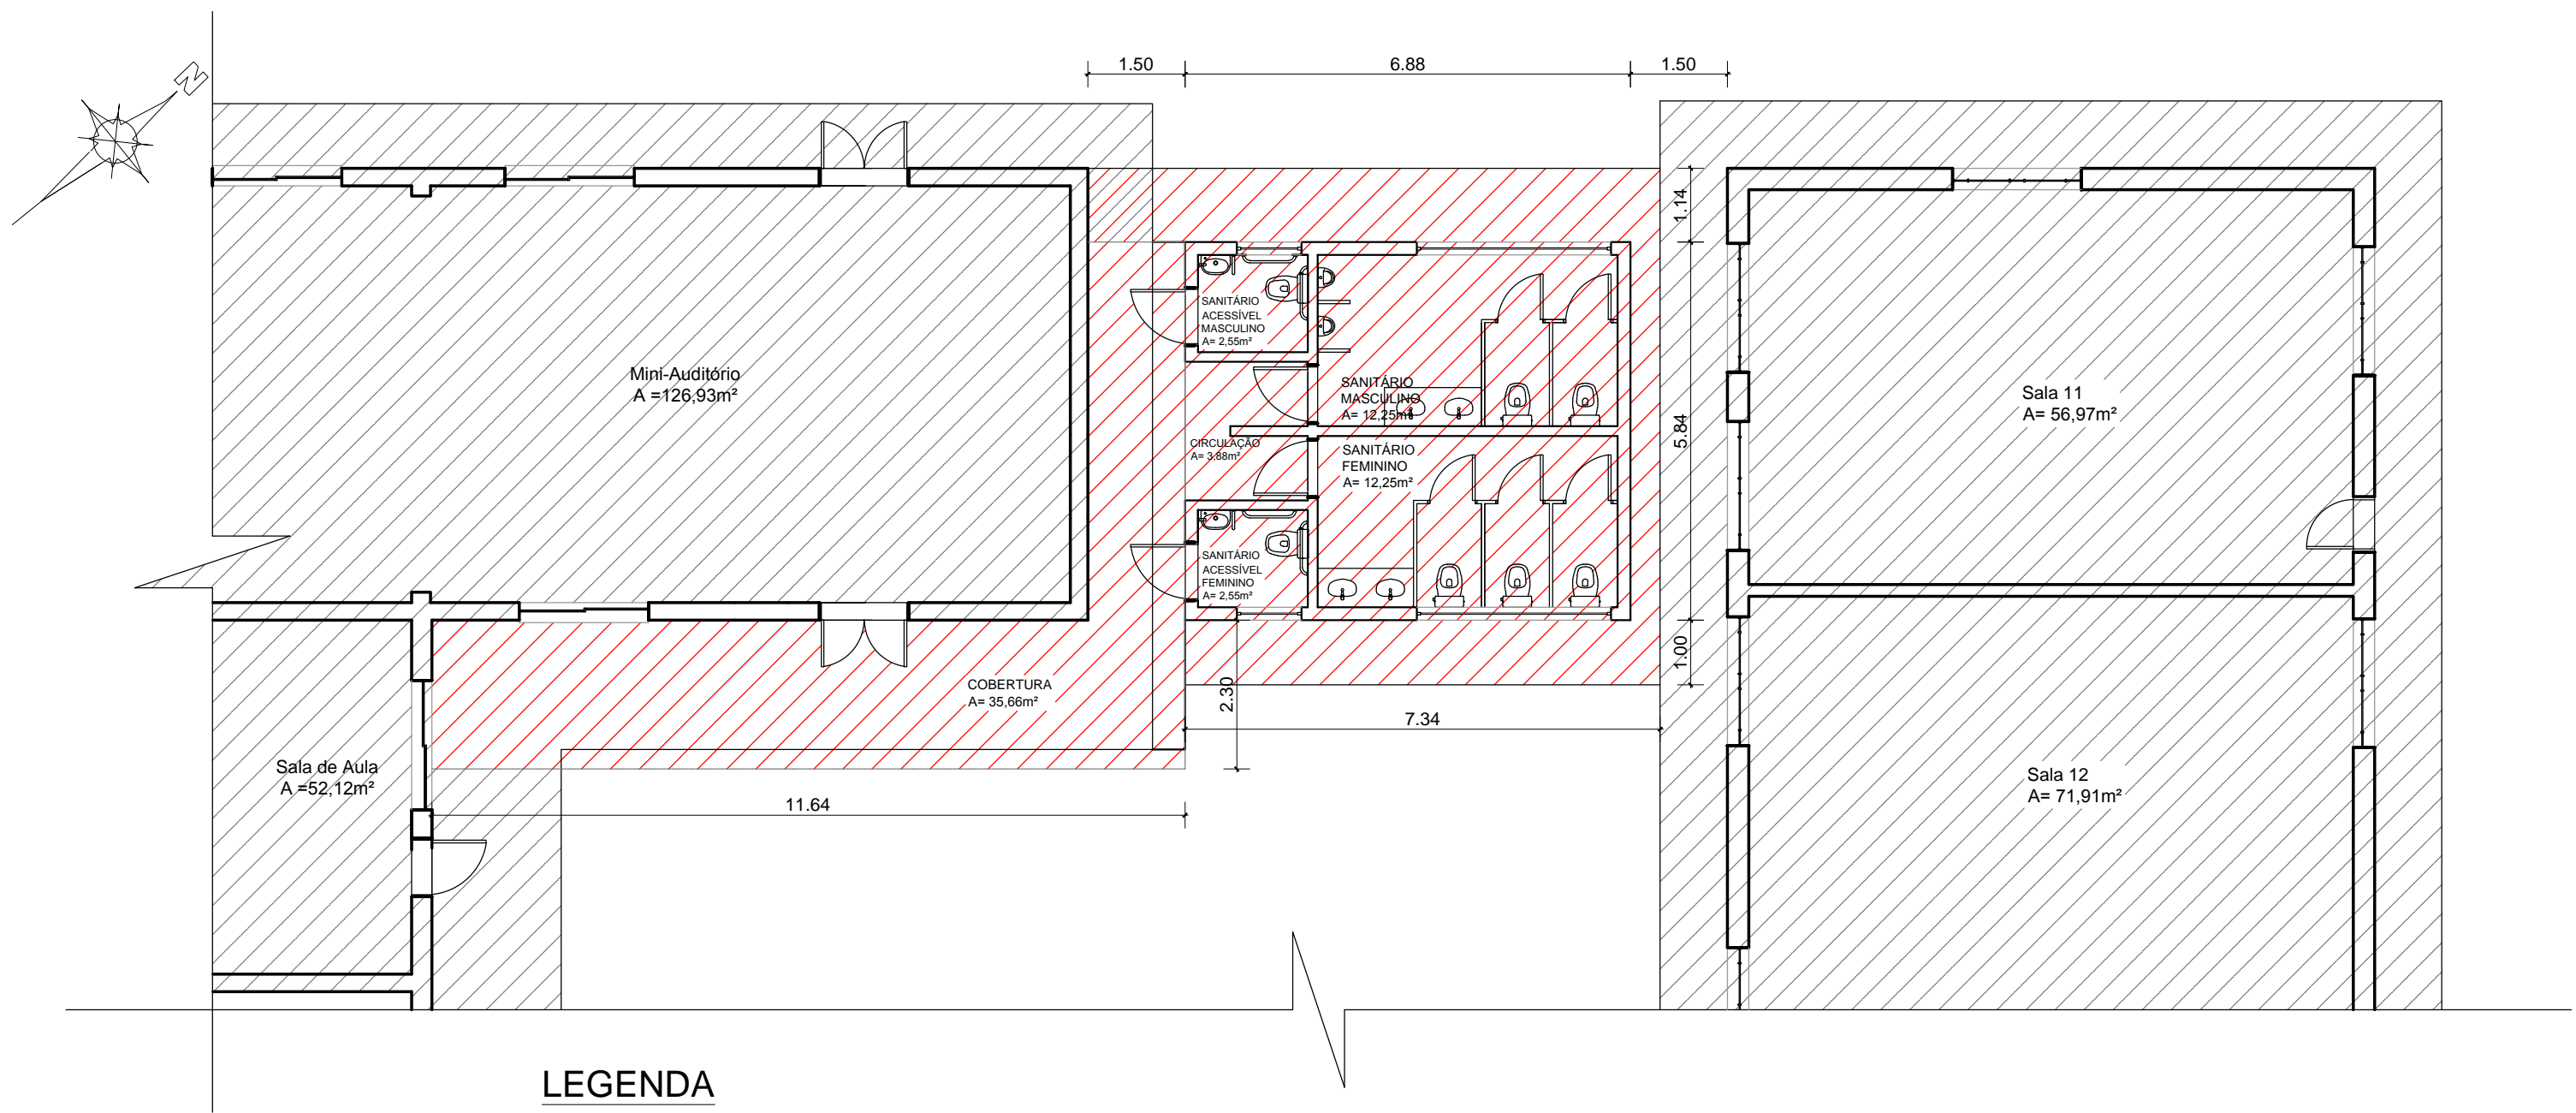 N
1.50
6.88
1.50
1.14
SANITÁRIO
ACESSÍVEL
MASCULINO
A= 2,55m²
Mini-Auditório
A =126,93m²
SANITÁRIO
MASCULINO
A= 12,25m²
Sala 11
A= 56,97m²
5.84
CIRCULAÇÃO
A= 3,88m²
SANITÁRIO
FEMININO
A= 12,25m²
SANITÁRIO
ACESSÍVEL
FEMININO
A= 2,55m²
1.00
COBERTURA
A= 35,66m²
2.30
7.34
Sala de Aula
A =52,12m²
Sala 12
A= 71,91m²
11.64
LEGENDA